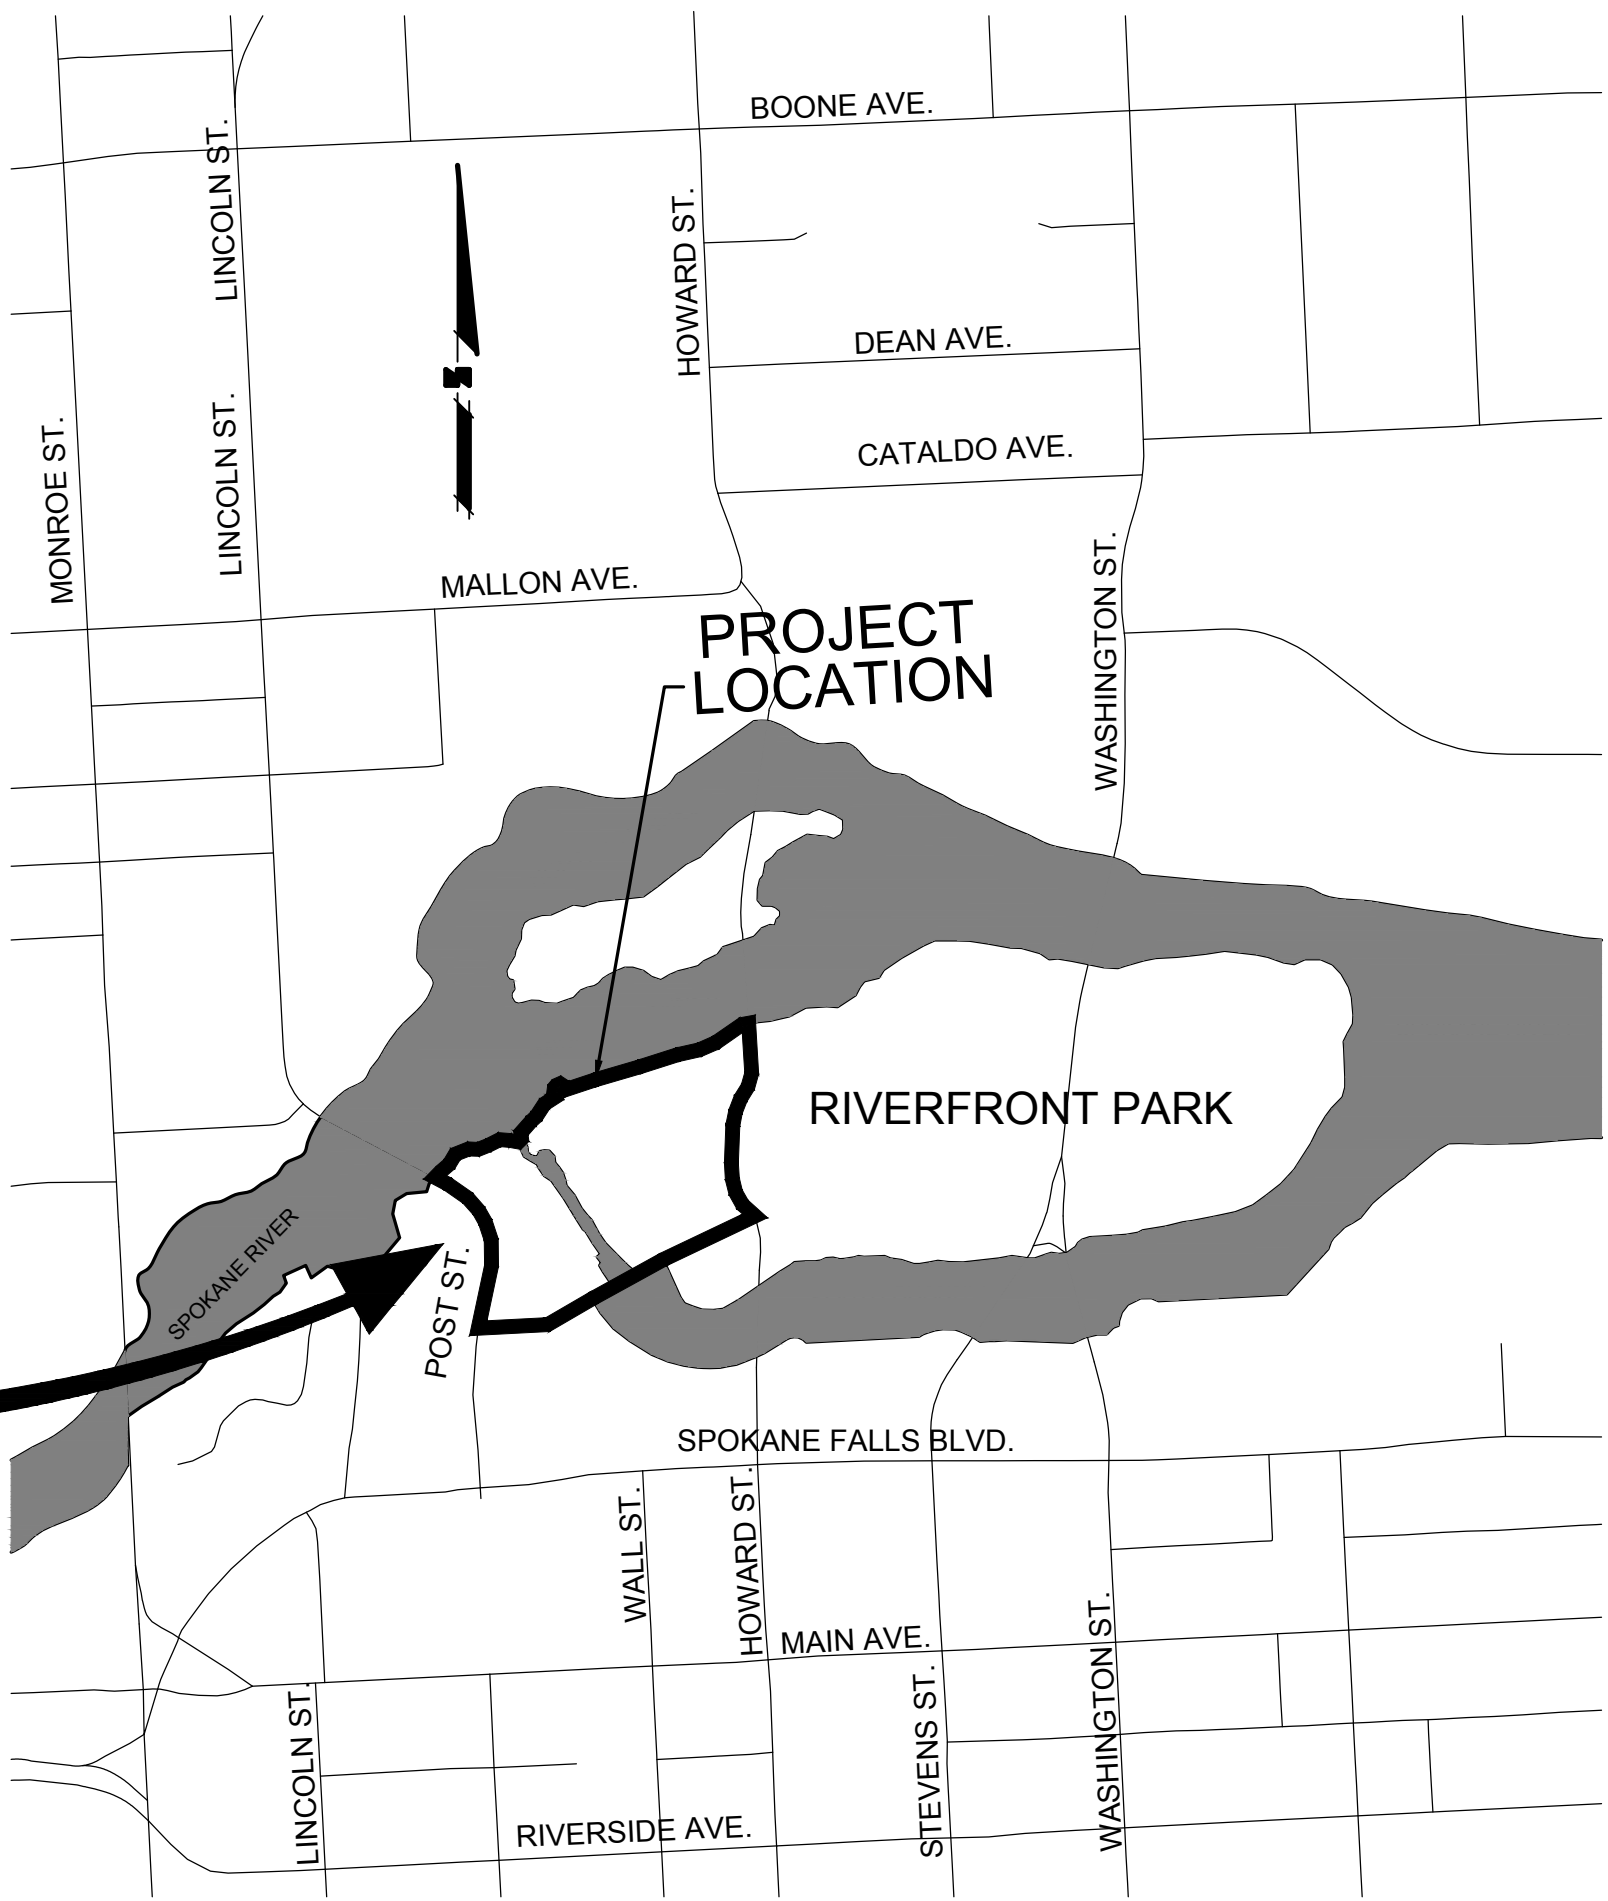 BOONE AVE.
LINCOLN ST.
HOWARD ST.
DEAN AVE.
LINCOLN ST.
MONROE ST.
CATALDO AVE.
N
MALLON AVE.
WASHINGTON ST.
PROJECT
LOCATION
RIVERFRONT PARK
SPOKANE RIVER
POST ST.
SPOKANE FALLS BLVD.
WALL ST.
HOWARD ST.
MAIN AVE.
WASHINGTON ST.
STEVENS ST.
LINCOLN ST.
RIVERSIDE AVE.